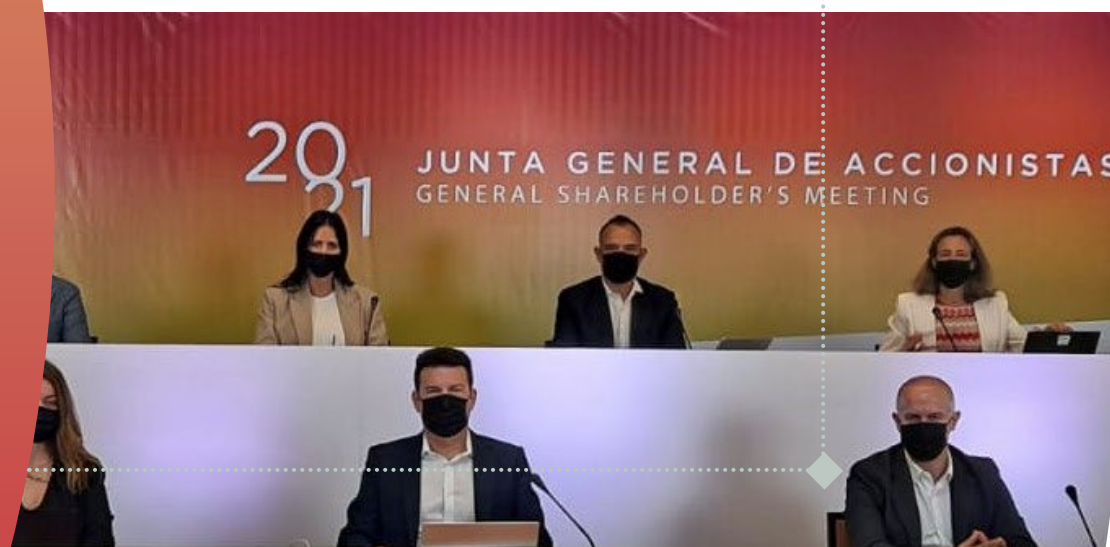 2021
JUNTA GENERAL DE ACCIONISTAS
GENERAL SHAREHOLDER'S MEETING